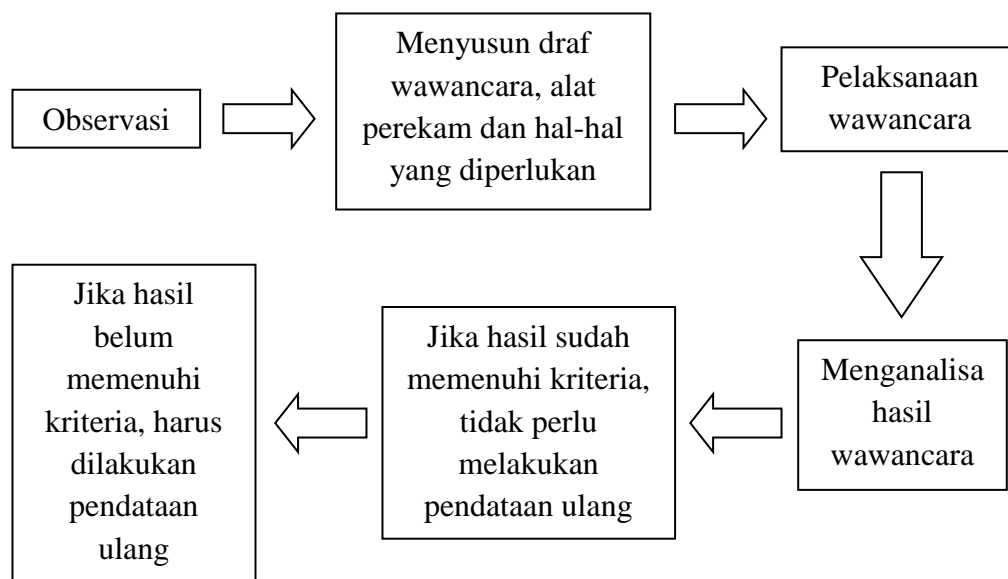 Observasi
Menyusun draf
wawancara, alat
perekam dan hal-hal
yang diperlukan
Pelaksanaan
wawancara
Menganalisa
hasil
wawancara
Jika hasil sudah
memenuhi kriteria,
tidak perlu
melakukan
pendataan ulang
Jika hasil
belum
memenuhi
kriteria, harus
dilakukan
pendataan
ulang